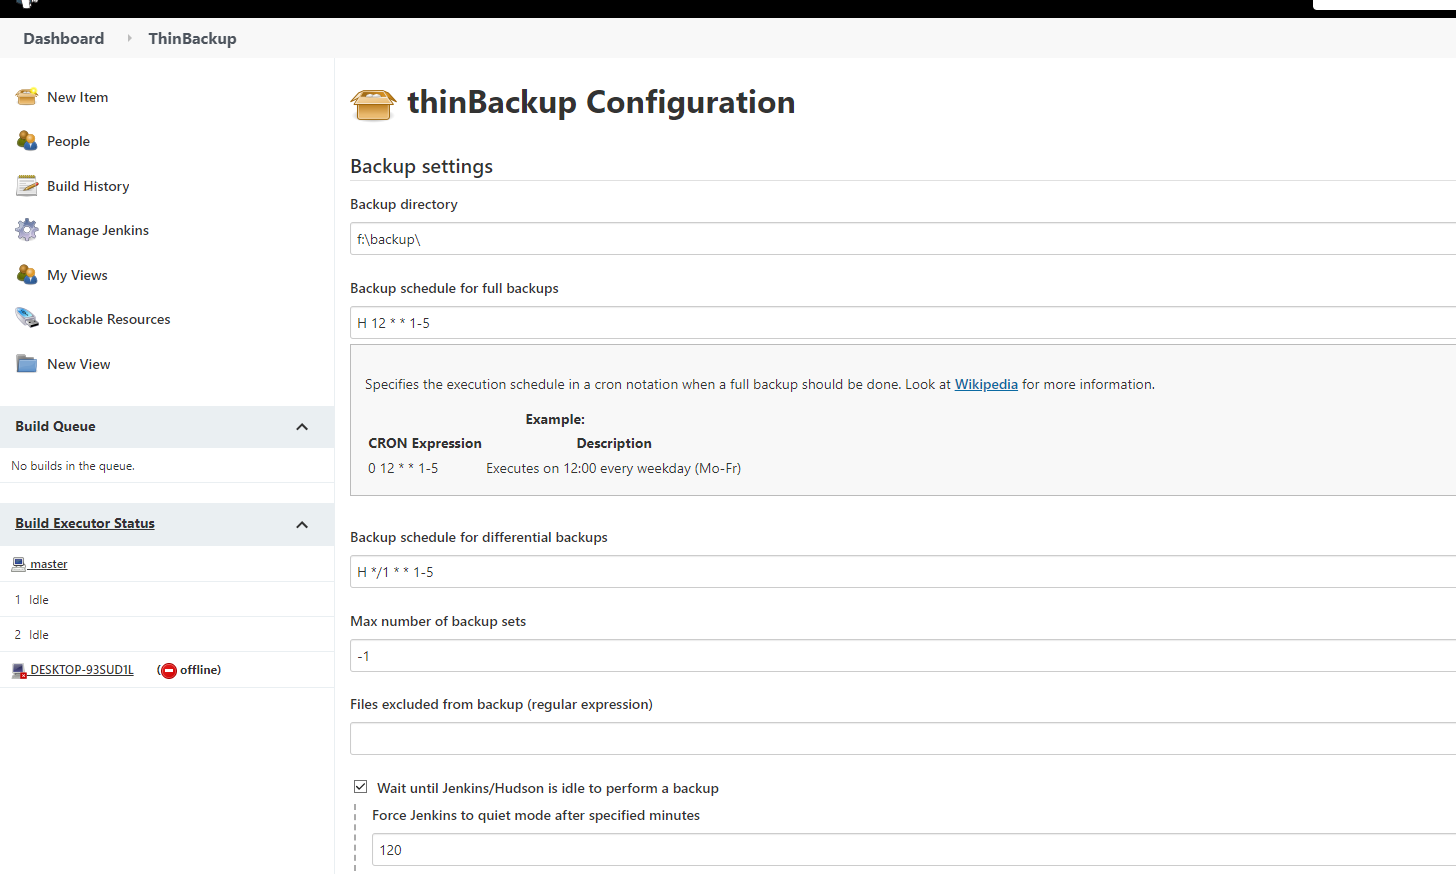 Dashboard ThinBackup
New Item
People
Build History
Manage Jenkins
My Views
Lockable Resources
New View
Build Queue
No builds in the queue.
Build Executor Status
master
1 Idle
2 Idle
DESKTOP-93SUD1L (offline)
thinBackup Configuration
Backup settings
Backup directory
f:\backup\
Backup schedule for full backups
H 12 * * 1-5
Specifies the execution schedule in a cron notation when a full backup should be done. Look at Wikipedia for more information.
Example:
CRON Expression Description
0 12 * * 1-5 Executes on 12:00 every weekday (Mo-Fr)
Backup schedule for differential backups
H */1 * * 1-5
Max number of backup sets
-1
Files excluded from backup (regular expression)
Wait until Jenkins/Hudson is idle to perform a backup
Force Jenkins to quiet mode after specified minutes
120